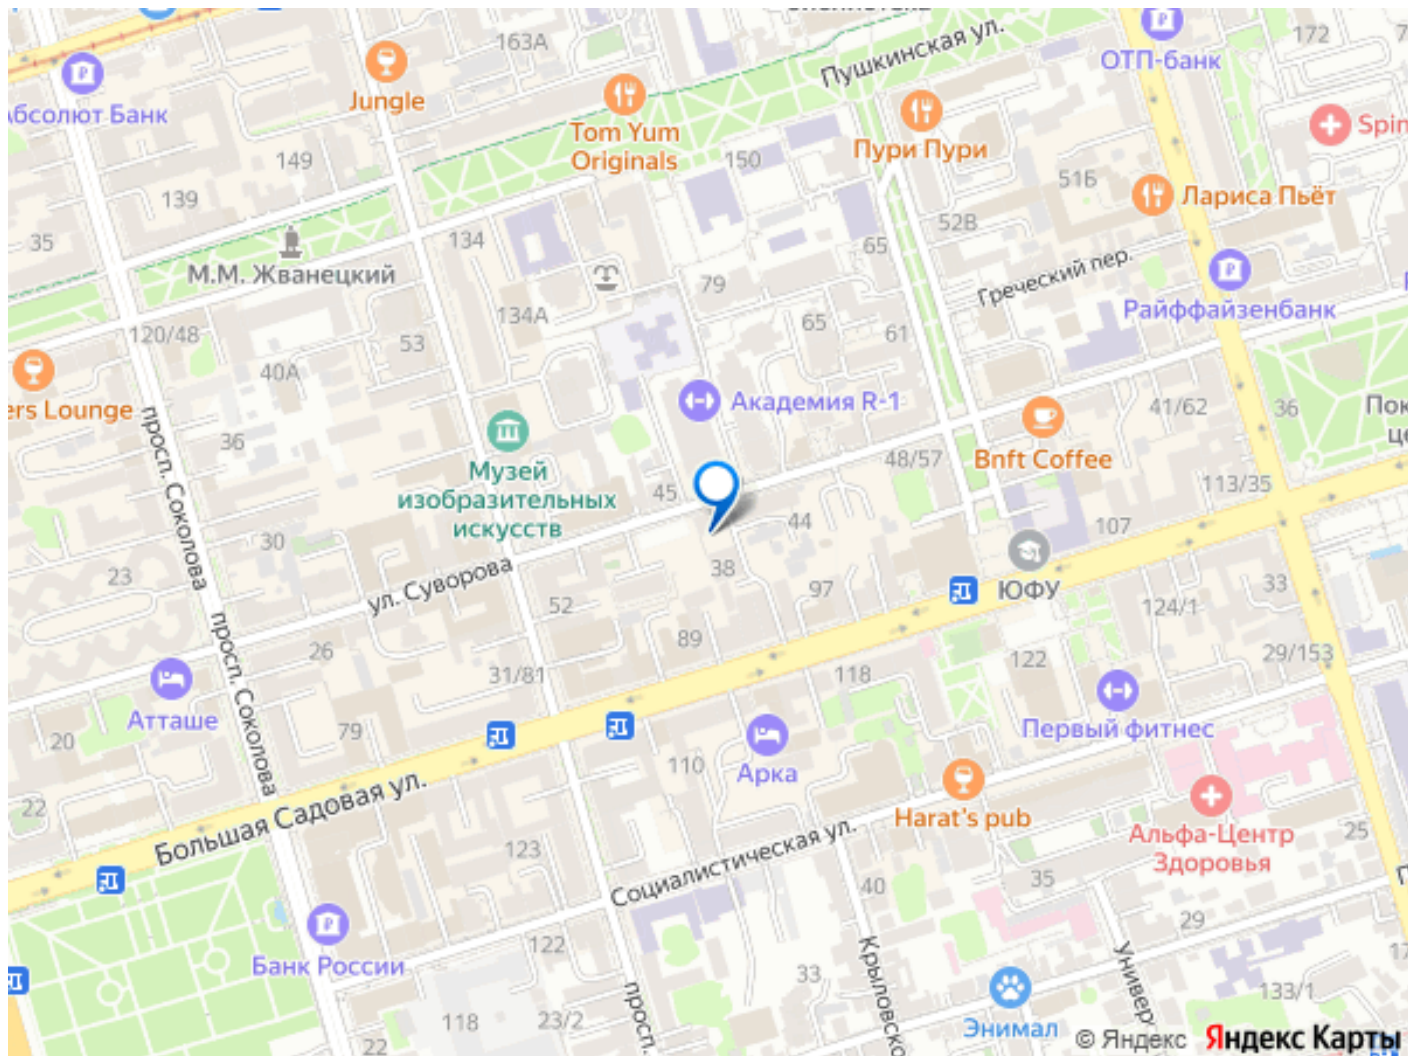 163А
Пушкинская ул.
172
ОТП-банк
Jungle
Абсолют Банк
Tom Yum
Originals
150
Пури Пури
149
139
51Б
Лариса Пьёт
35
134
М.М. Жванецкий
52В
65
Греческий пер.
79
134А
Райффайзенбанк
120/48
53
65
61
40А
ers Lounge
просп. Соколова
36
Академия R-1
41/62
36
Музей
изобразительных
искусств
45
48/57
Bnft Coffee
113/35
44
107
30
ул. Суворова
23
38
97
ЮФУ
33
52
124/1
26
89
просп. Соколова
31/81
118
122
29/153
Атташе
20
79
110
Арка
Первый фитнес
22
Большая Садовая ул.
Harat's pub
123
Социалистическая ул.
Альфа-Центр
Здоровья
25
40
35
29
122
Банк России
33
Крыловско
Универ
просп.
133/1
118
23/2
22
Энимал
© Яндекс Яндекс Карты